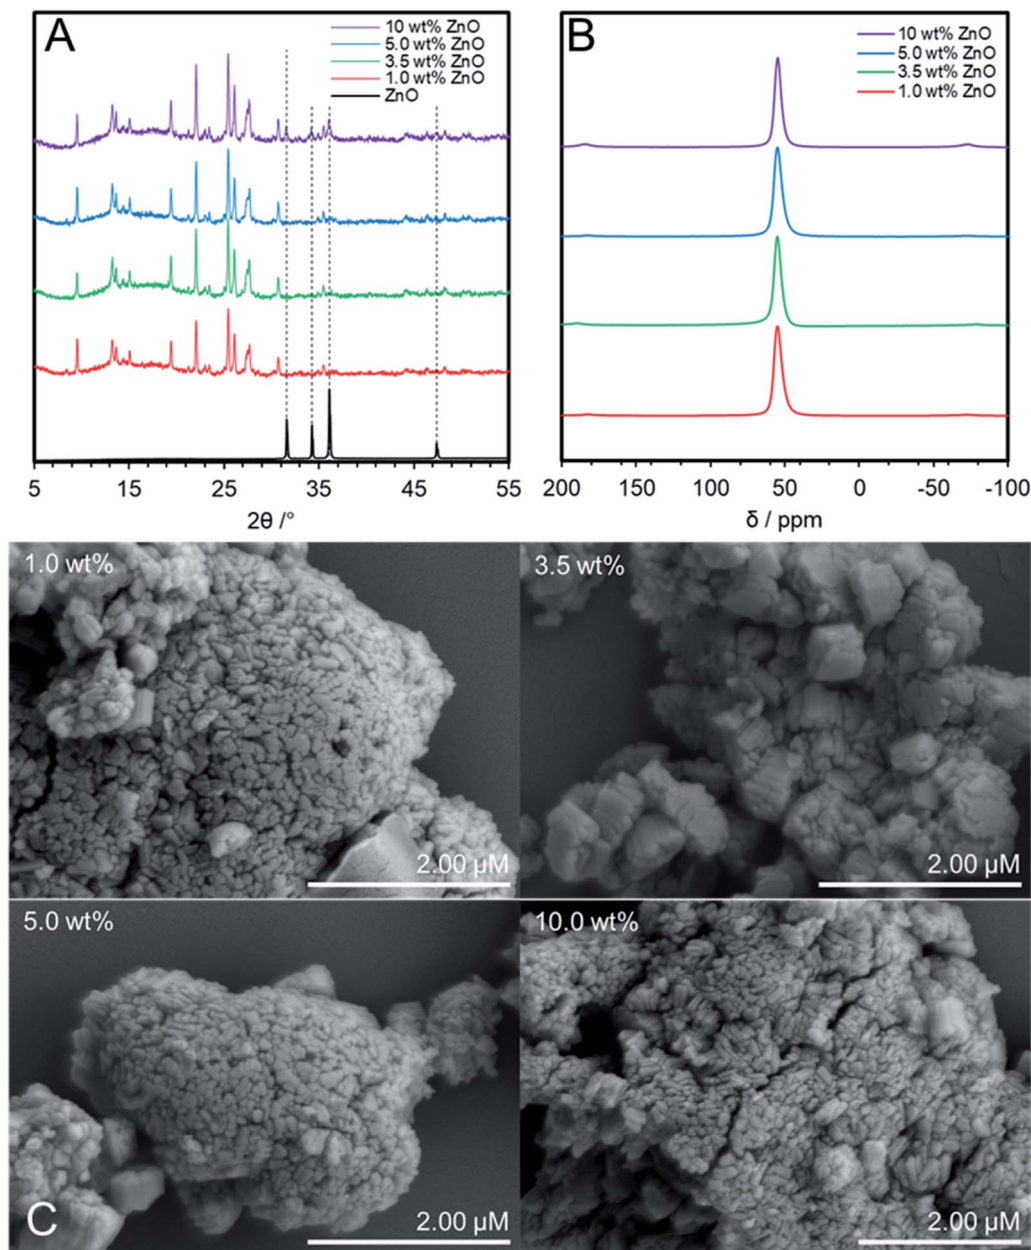 A
10 wt% ZnO
5.0 wt% ZnO
3.5 wt% ZnO
1.0 wt% ZnO
ZnO
5 15 25 35 45 55
2θ /°
B
10 wt% ZnO
5.0 wt% ZnO
3.5 wt% ZnO
1.0 wt% ZnO
200 150 100 50 0 -50 -100
δ / ppm
1.0 wt%
2.00 µM
3.5 wt%
2.00 µM
5.0 wt%
2.00 µM
10.0 wt%
2.00 µM
C